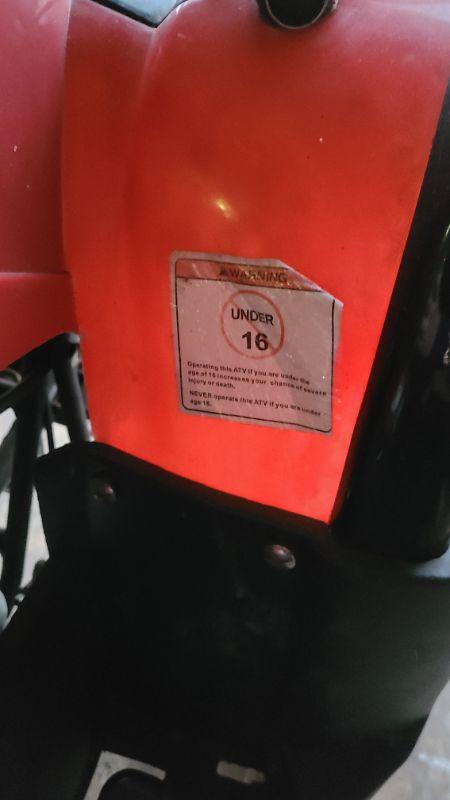 WARNING
UNDER
16
Operating this ATV if you are under the
age of 16 increases your chance of severe
injury or death.
NEVER operate this ATV if you are under
age 16.